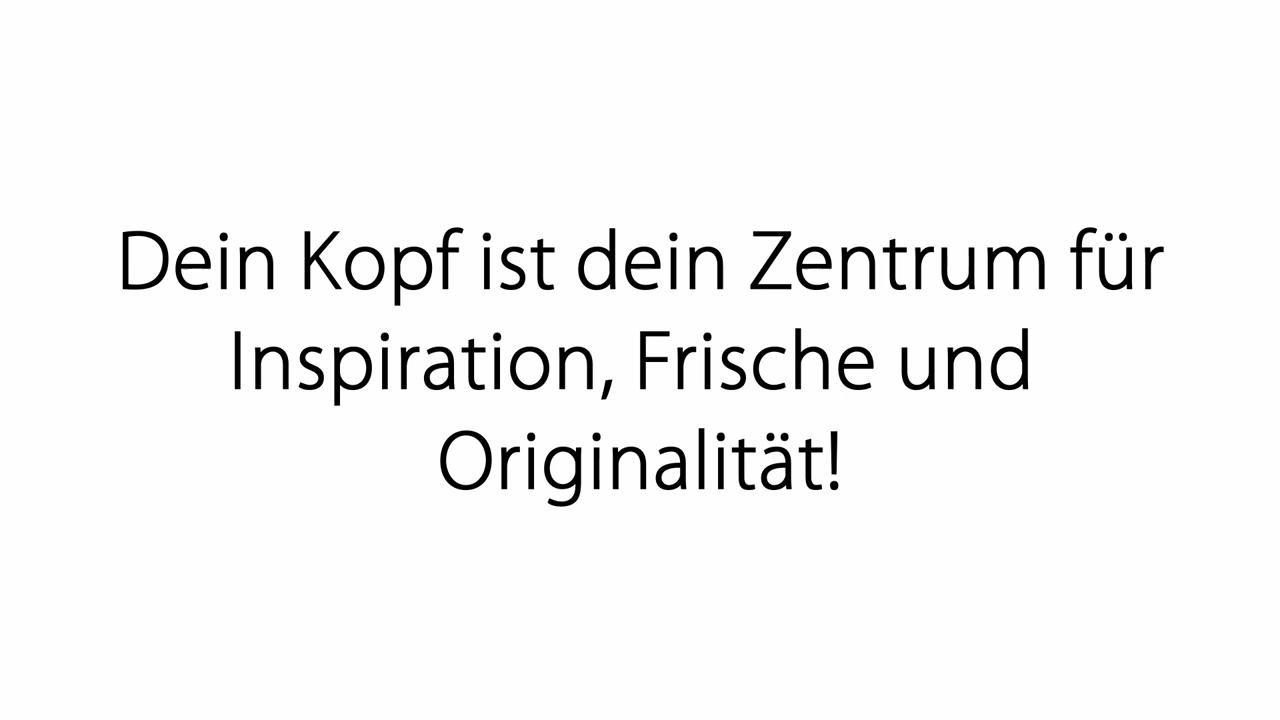 Dein Kopf ist dein Zentrum für
Inspiration, Frische und
Originalität!